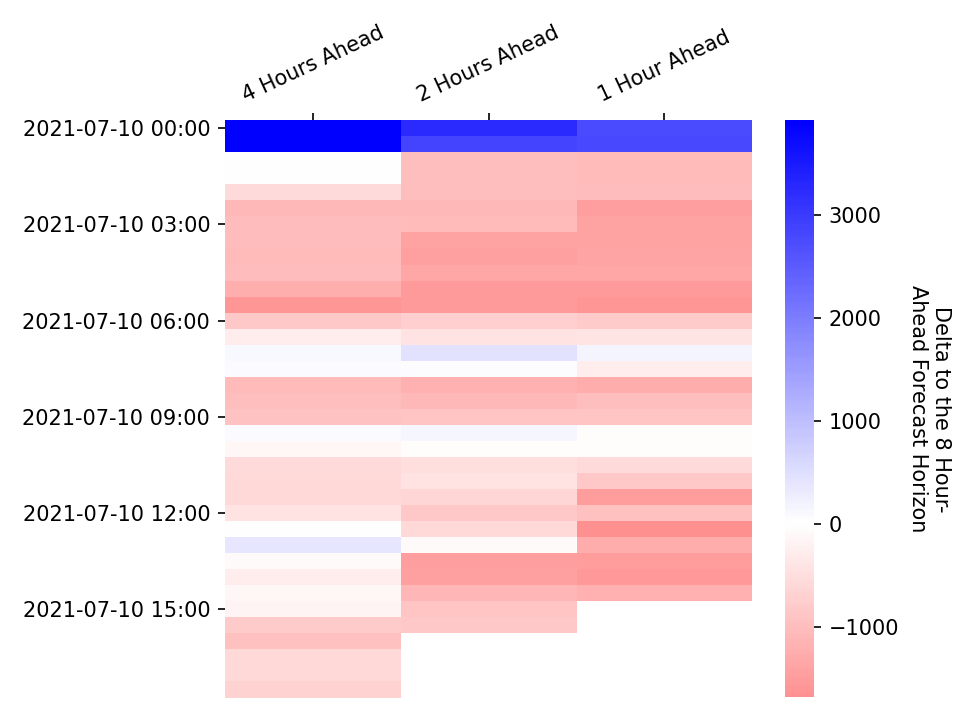 4 Hours Ahead
2 Hours Ahead
1 Hour Ahead
2021-07-10 00:00
2021-07-10 03:00
2021-07-10 06:00
2021-07-10 09:00
2021-07-10 12:00
2021-07-10 15:00
3000
2000
1000
0
−1000
Delta to the 8 Hour-
Ahead Forecast Horizon